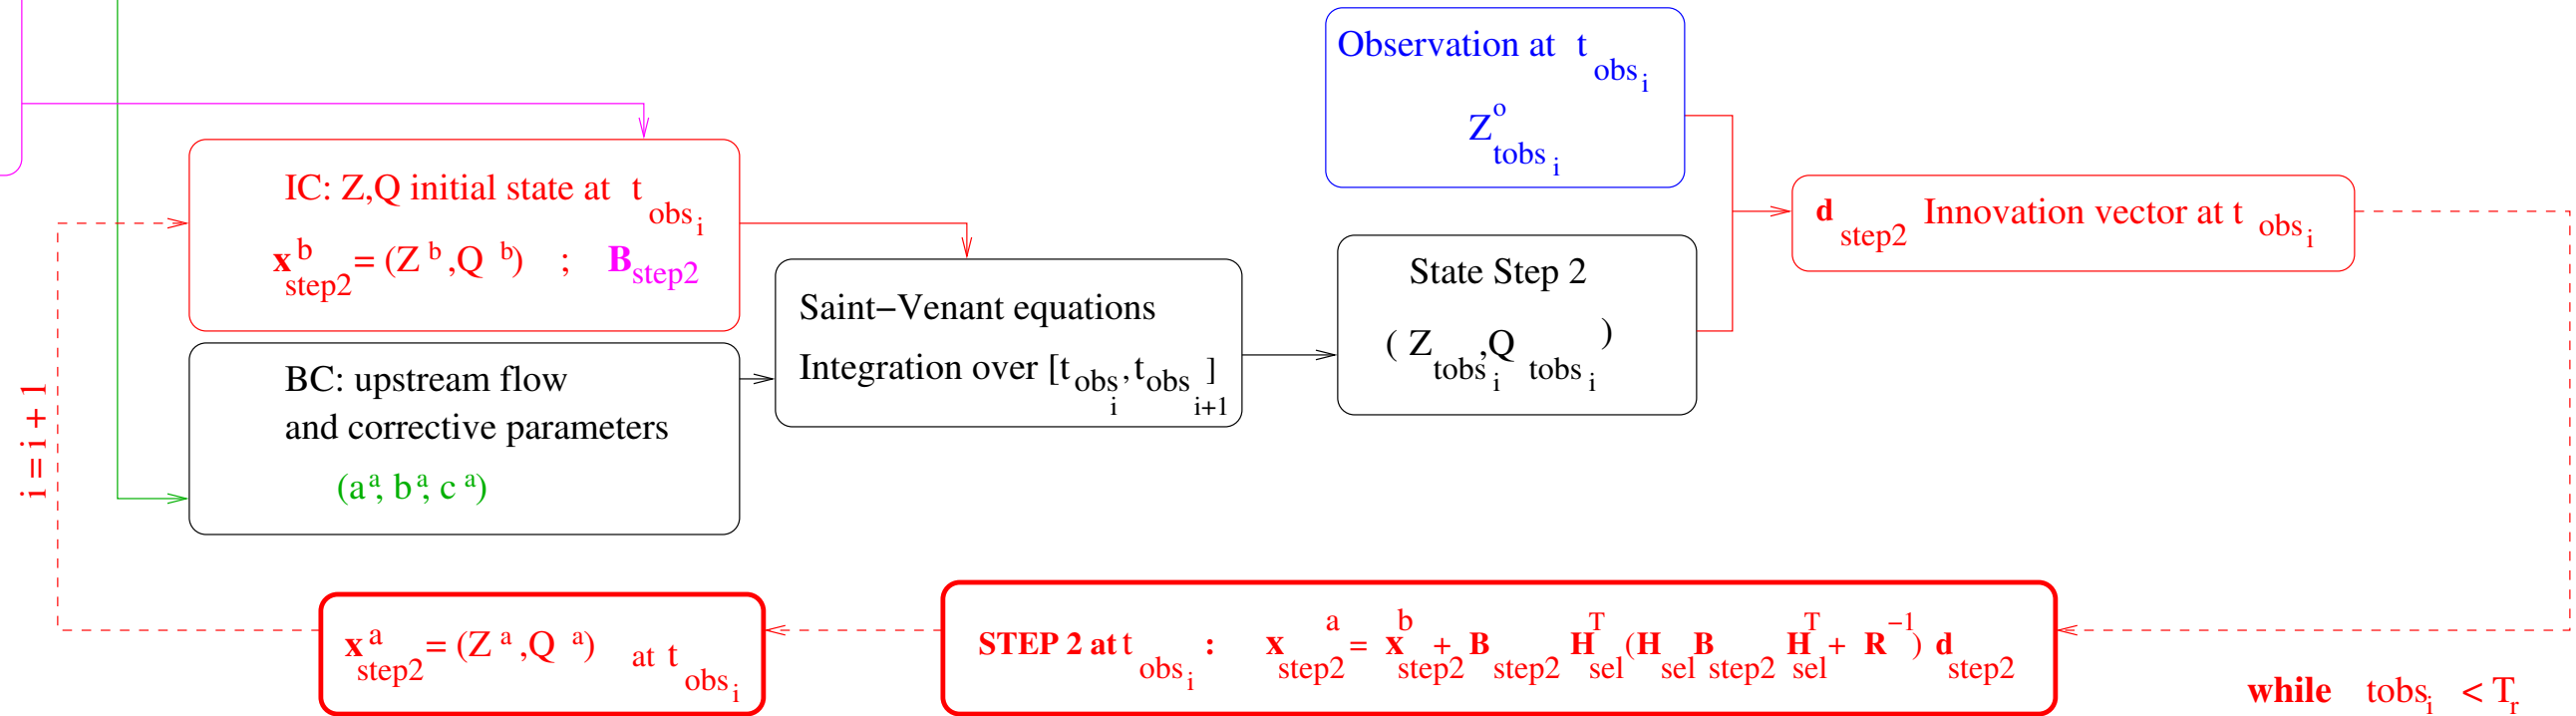 Observation at t obs i
Z o tobs i
IC: Z,Q initial state at t obs i
x b step2 = (Z b ,Q b) ; B step2
d step2 Innovation vector at t obs i
Saint–Venant equations
Integration over [t obs i , t obs i+1 ]
State Step 2
( Z tobs i ,Q tobs i )
BC: upstream flow
and corrective parameters
(a a, b a, c a)
i = i + 1
x a step2 = (Z a ,Q a) at t obs i
STEP 2 at t obs i : x a step2 = x b step2 + B step2 H T sel (H sel B step2 H T sel + R −1) d step2
while tobs i < T r